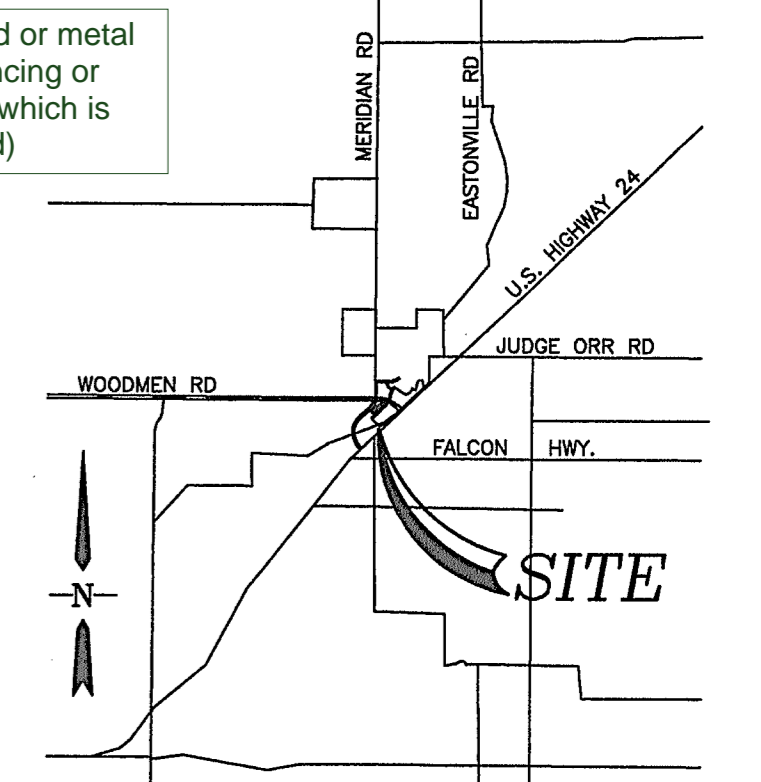 d or metal
ncing or
which is
d)
MERIDIAN RD
EASTONVILLE RD
U.S. HIGHWAY 24
JUDGE ORR RD
WOODMEN RD
FALCON HWY.
N
SITE